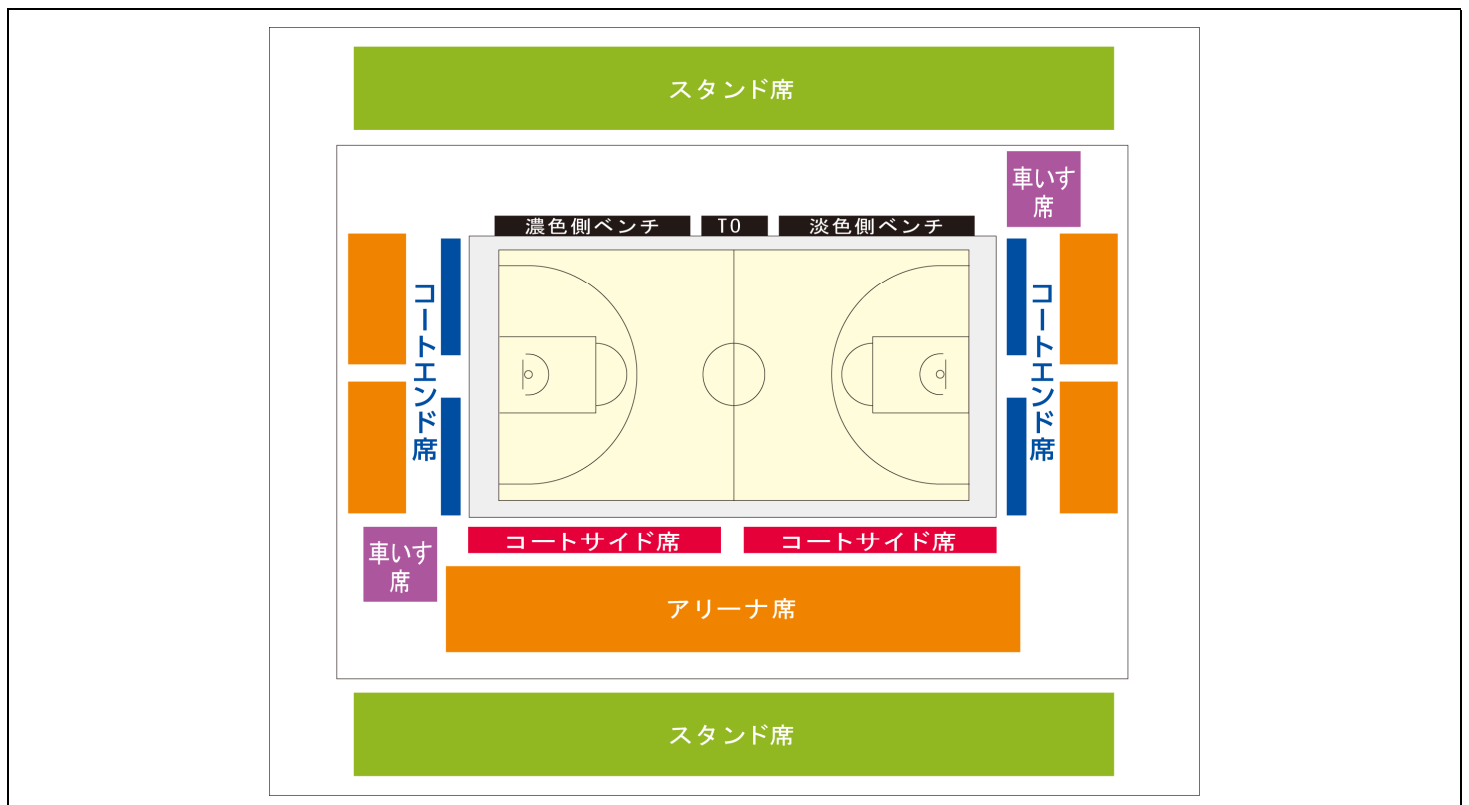 スタンド席
車いす
席
濃色側ベンチ
TO
淡色側ベンチ
コートエンド席
コートエンド席
コートサイド席
コートサイド席
車いす
席
アリーナ席
スタンド席